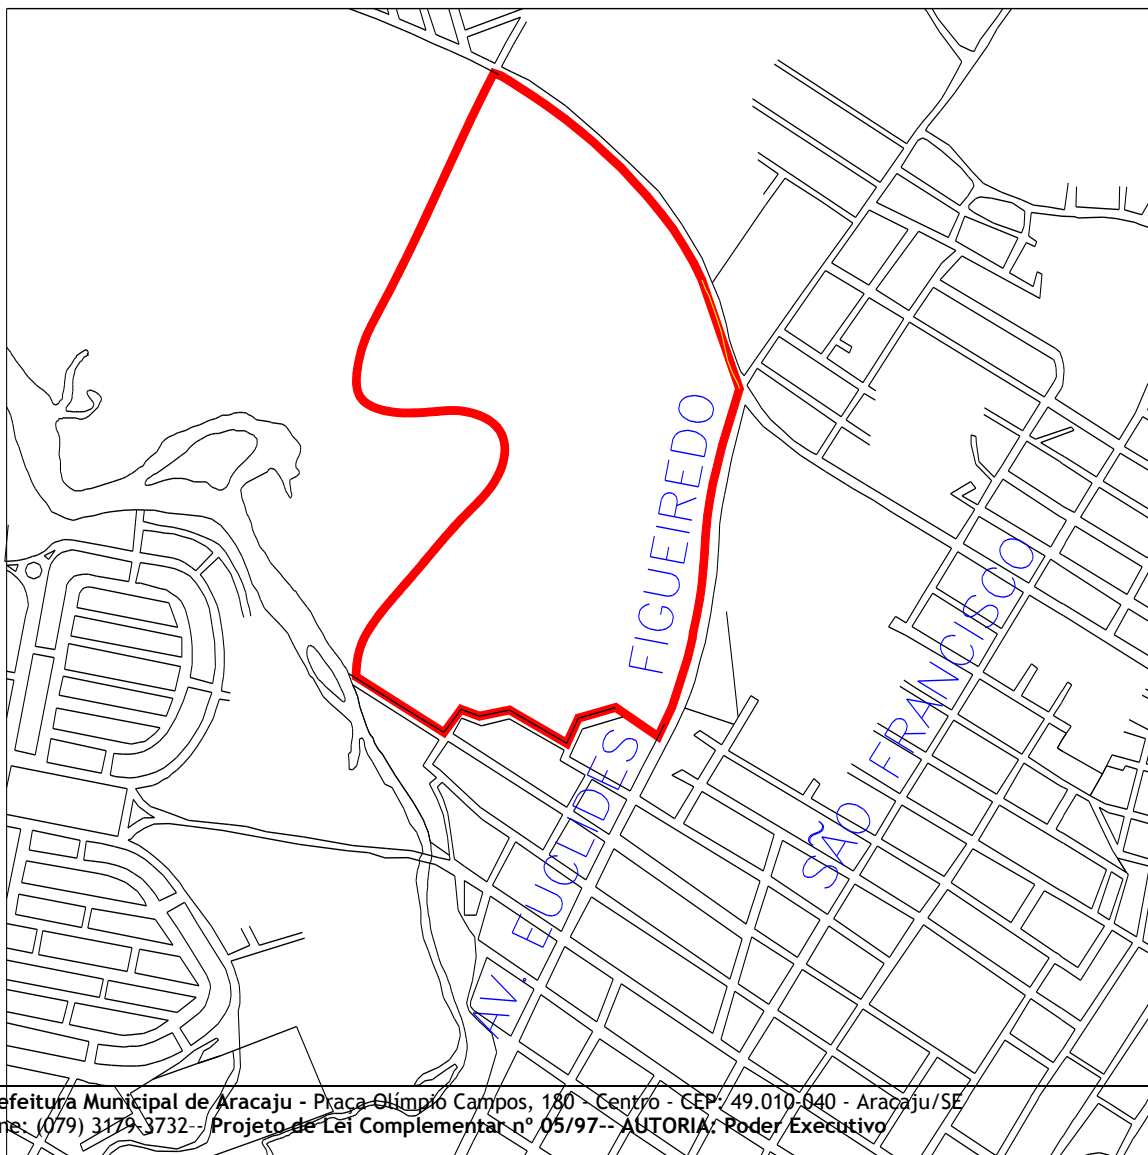 FIGUEIREDO
AV. EUCLIDES
SÃO FRANCISCO
efeitura Municipal de Aracaju - Praça Olímpio Campos, 180 - Centro - CEP: 49.010-040 - Aracaju/SE
ne: (079) 3179-3732-- Projeto de Lei Complementar nº 05/97-- AUTORIA: Poder Executivo